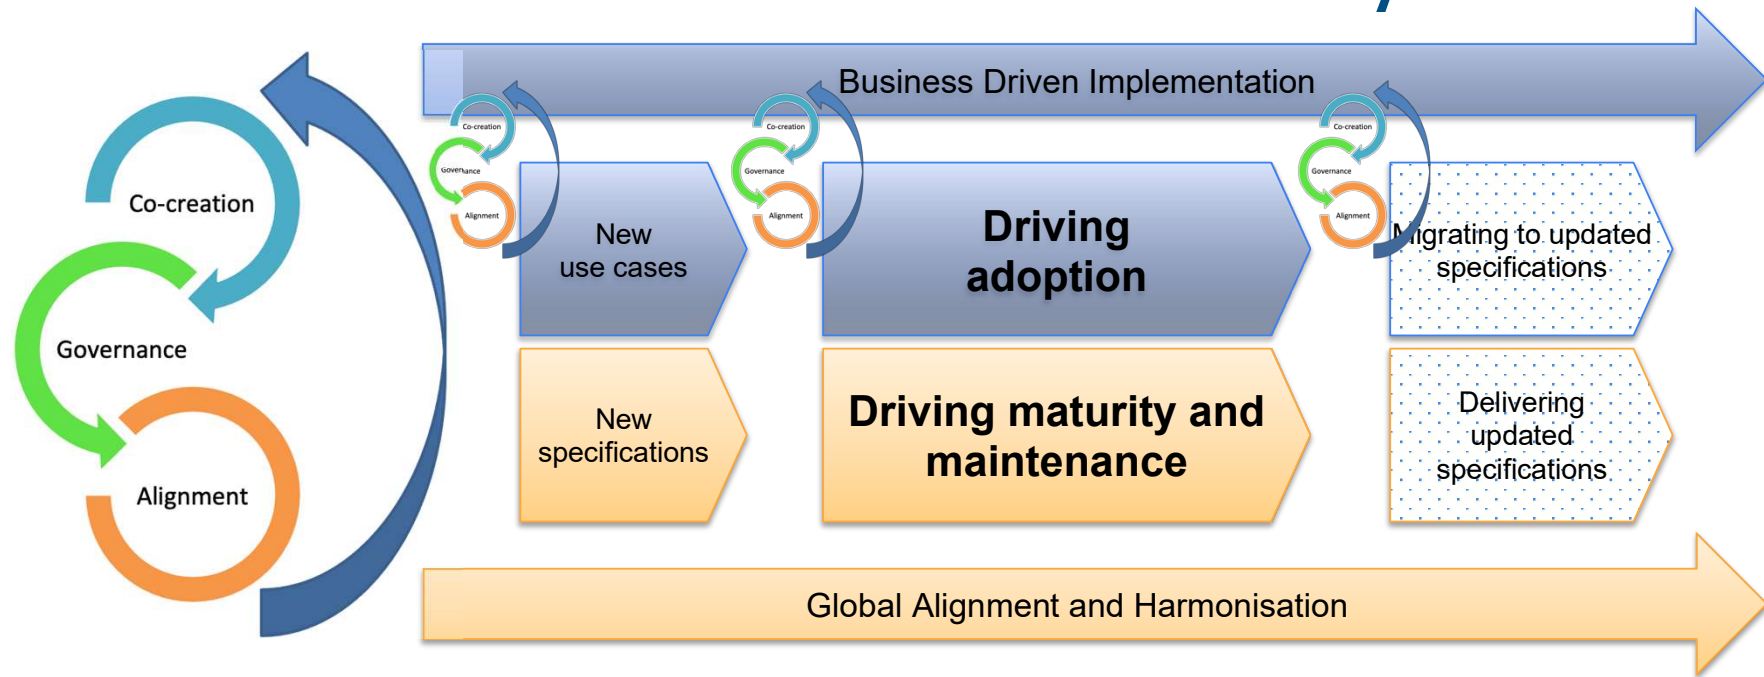 Business Driven Implementation
Co-creation
Governance
Alignment
Co-creation
Governance
Alignment
New
use cases
Co-creation
Governance
Alignment
Driving
adoption
Co-creation
Governance
Alignment
Migrating to updated
specifications
New
specifications
Driving maturity and
maintenance
Delivering
updated
specifications
Global Alignment and Harmonisation